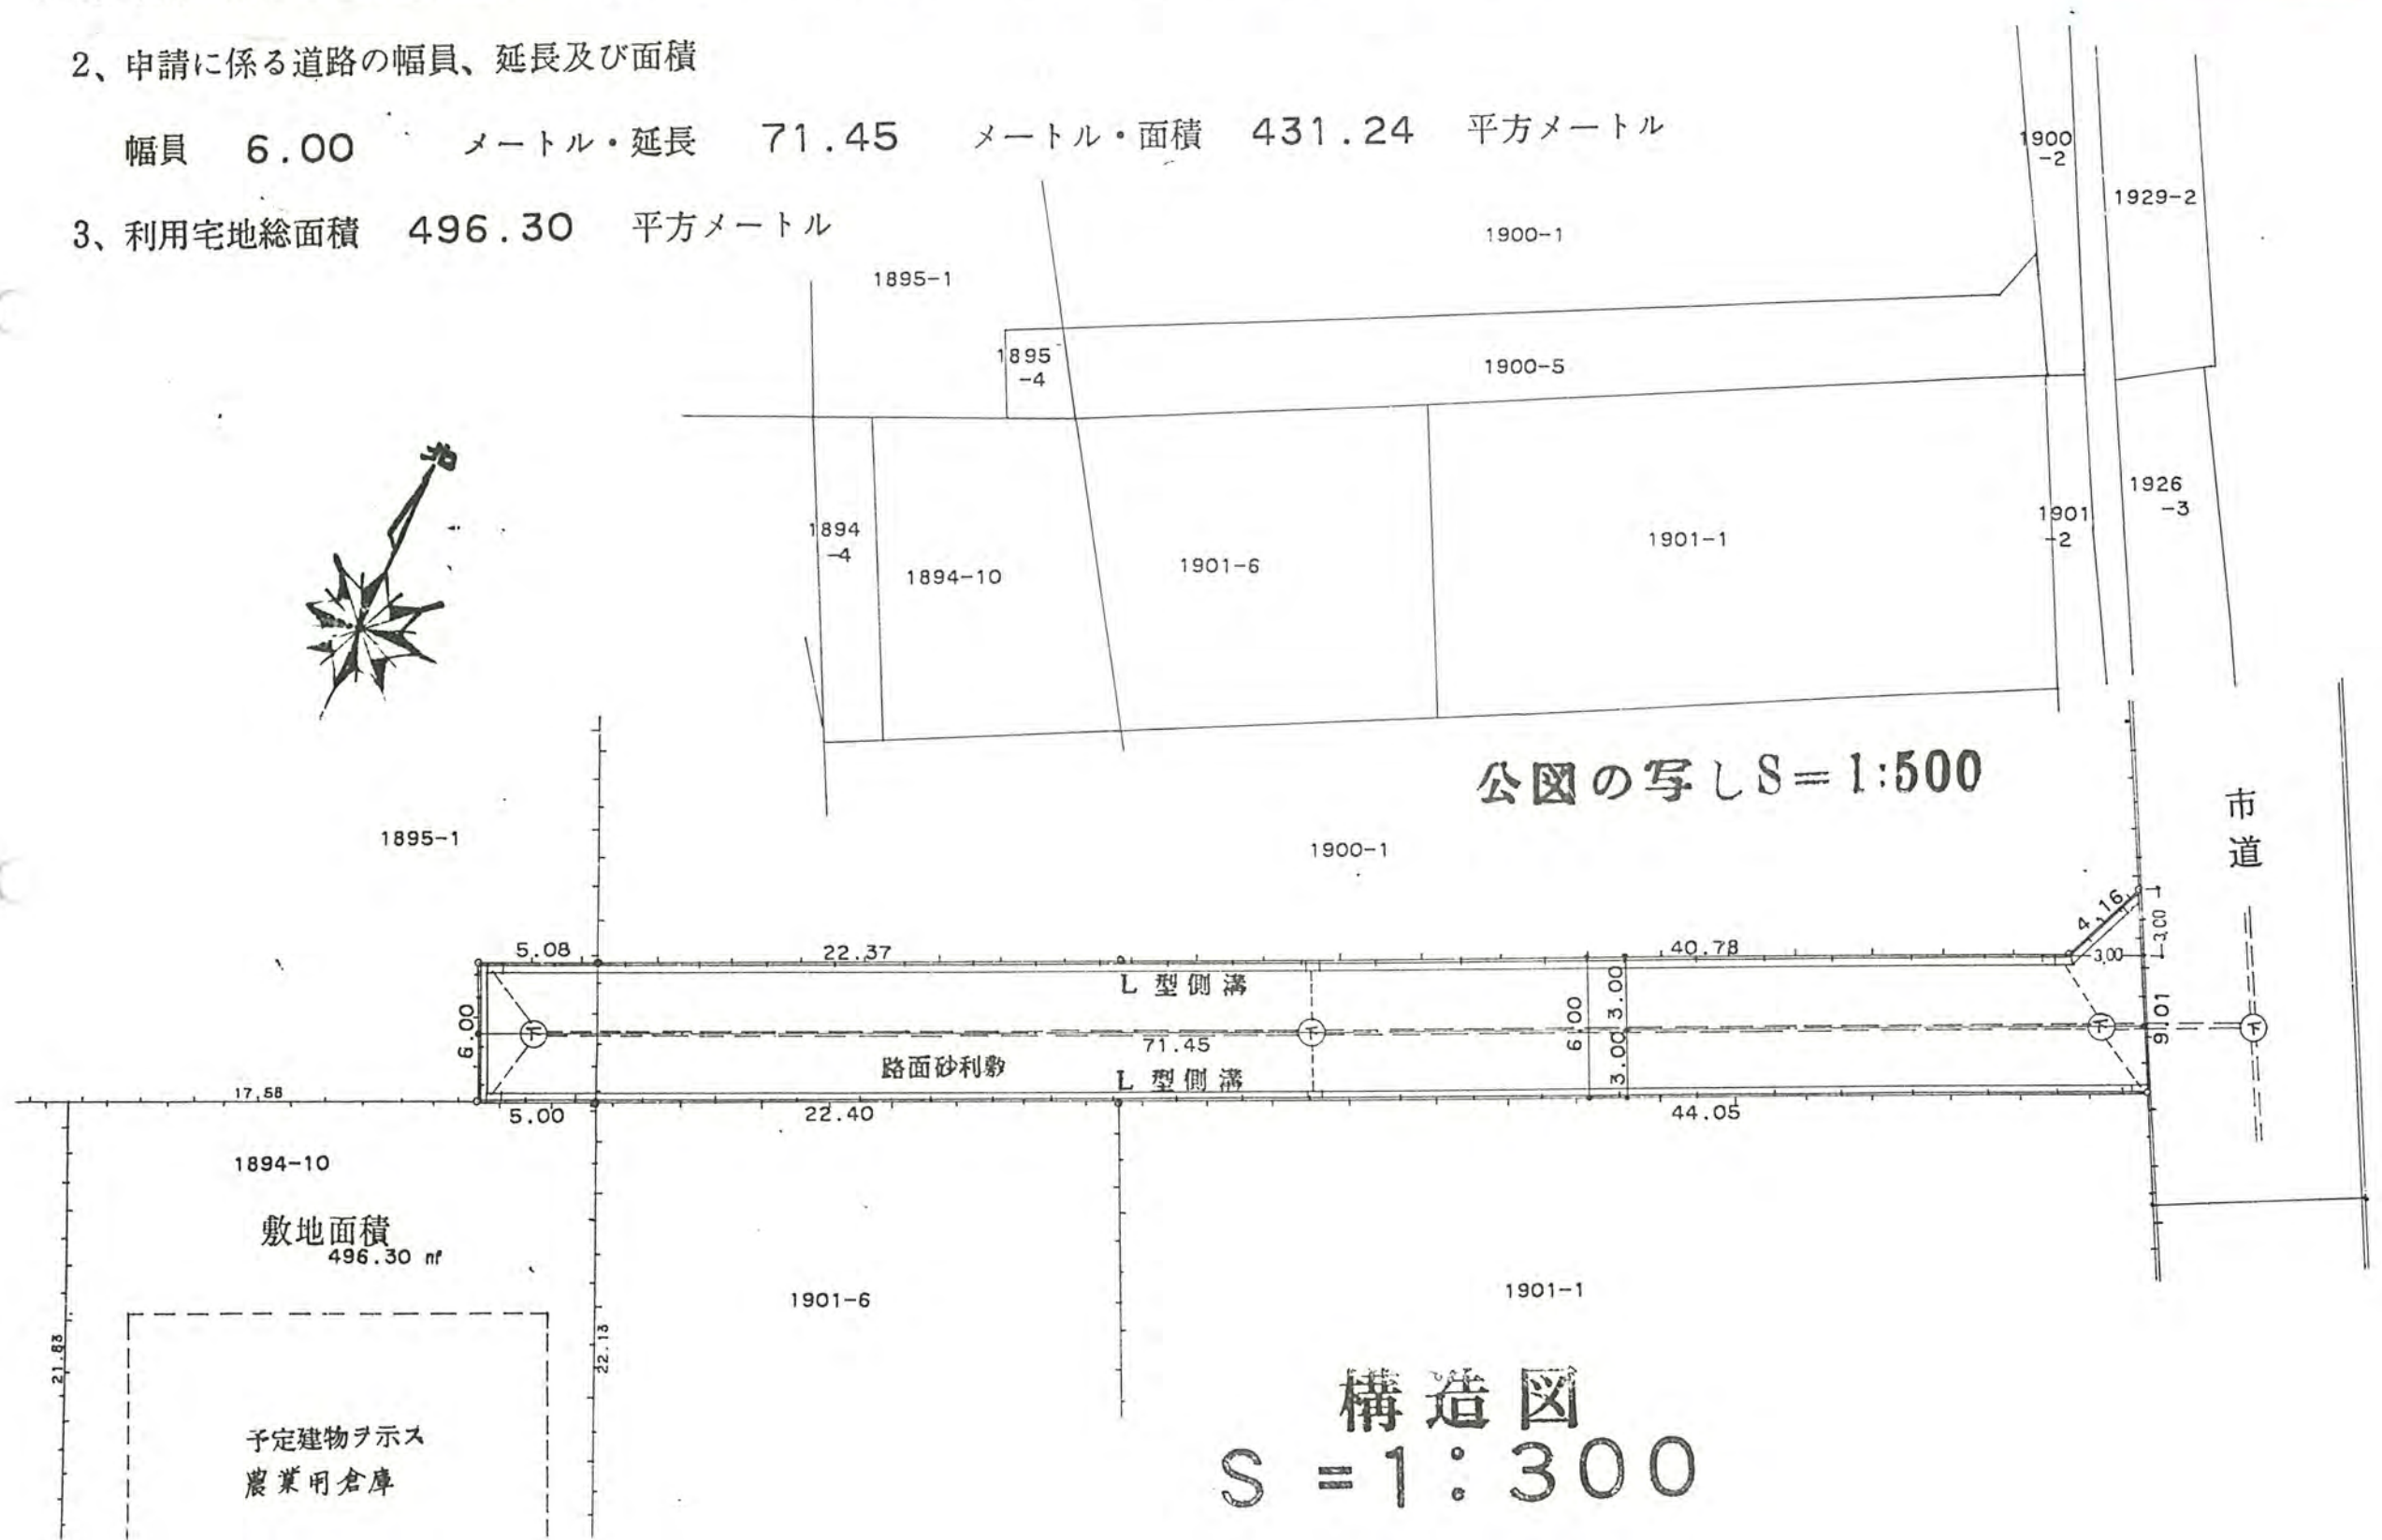 2、申請に係る道路の幅員、延長及び面積
幅員 6.00 メートル・延長 71.45 メートル・面積 431.24 平方メートル
3、利用宅地総面積 496.30 平方メートル
1900
-2
1929-2
1900-1
1895-1
1895
-4
1900-5
北
1894
-4
1894-10
1901-6
1901-1
1901
-2
1926
-3
公図の写しS=1:500
市道
1895-1
1900-1
4.16
3.00
3.00
5.08
22.37
40.78
L型側溝
6.00
6.00
3.00
3.00
9.01
下
下
下
下
71.45
路面砂利敷
L型側溝
17.58
5.00
22.40
44.05
1894-10
敷地面積
496.30 ㎡
1901-6
1901-1
21.83
22.13
予定建物ヲ示ス
農業用倉庫
構造図
S=1:300